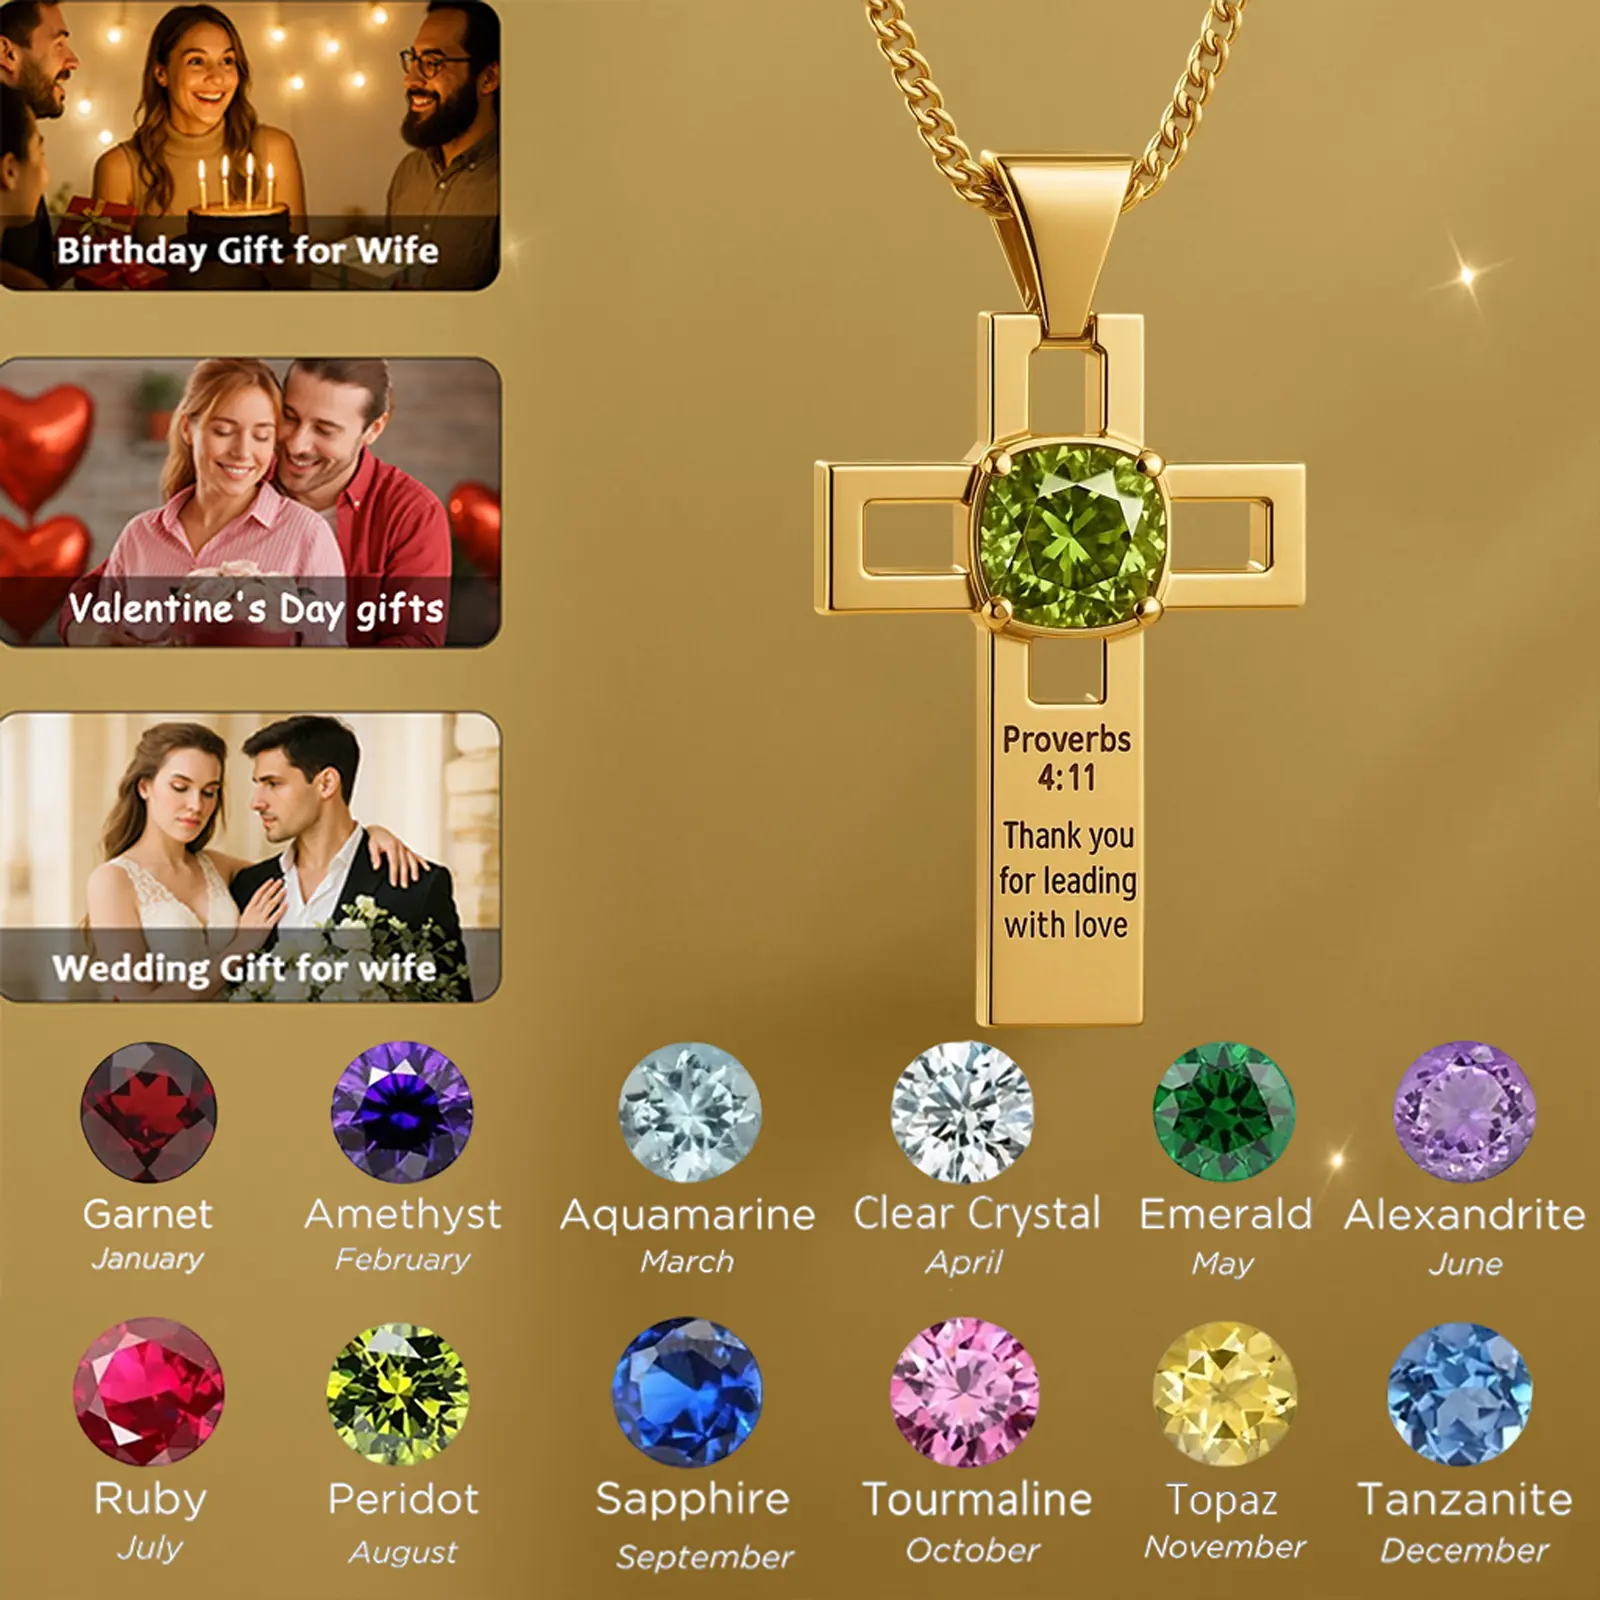 Birthday Gift for Wife
Valentine's Day gifts
Wedding Gift for wife
Proverbs
4:11
Thank you
for leading
with love
Garnet
January
Amethyst
February
Aquamarine
March
Clear Crystal
April
Emerald
May
Alexandrite
June
Ruby
July
Peridot
August
Sapphire
September
Tourmaline
October
Topaz
November
Tanzanite
December